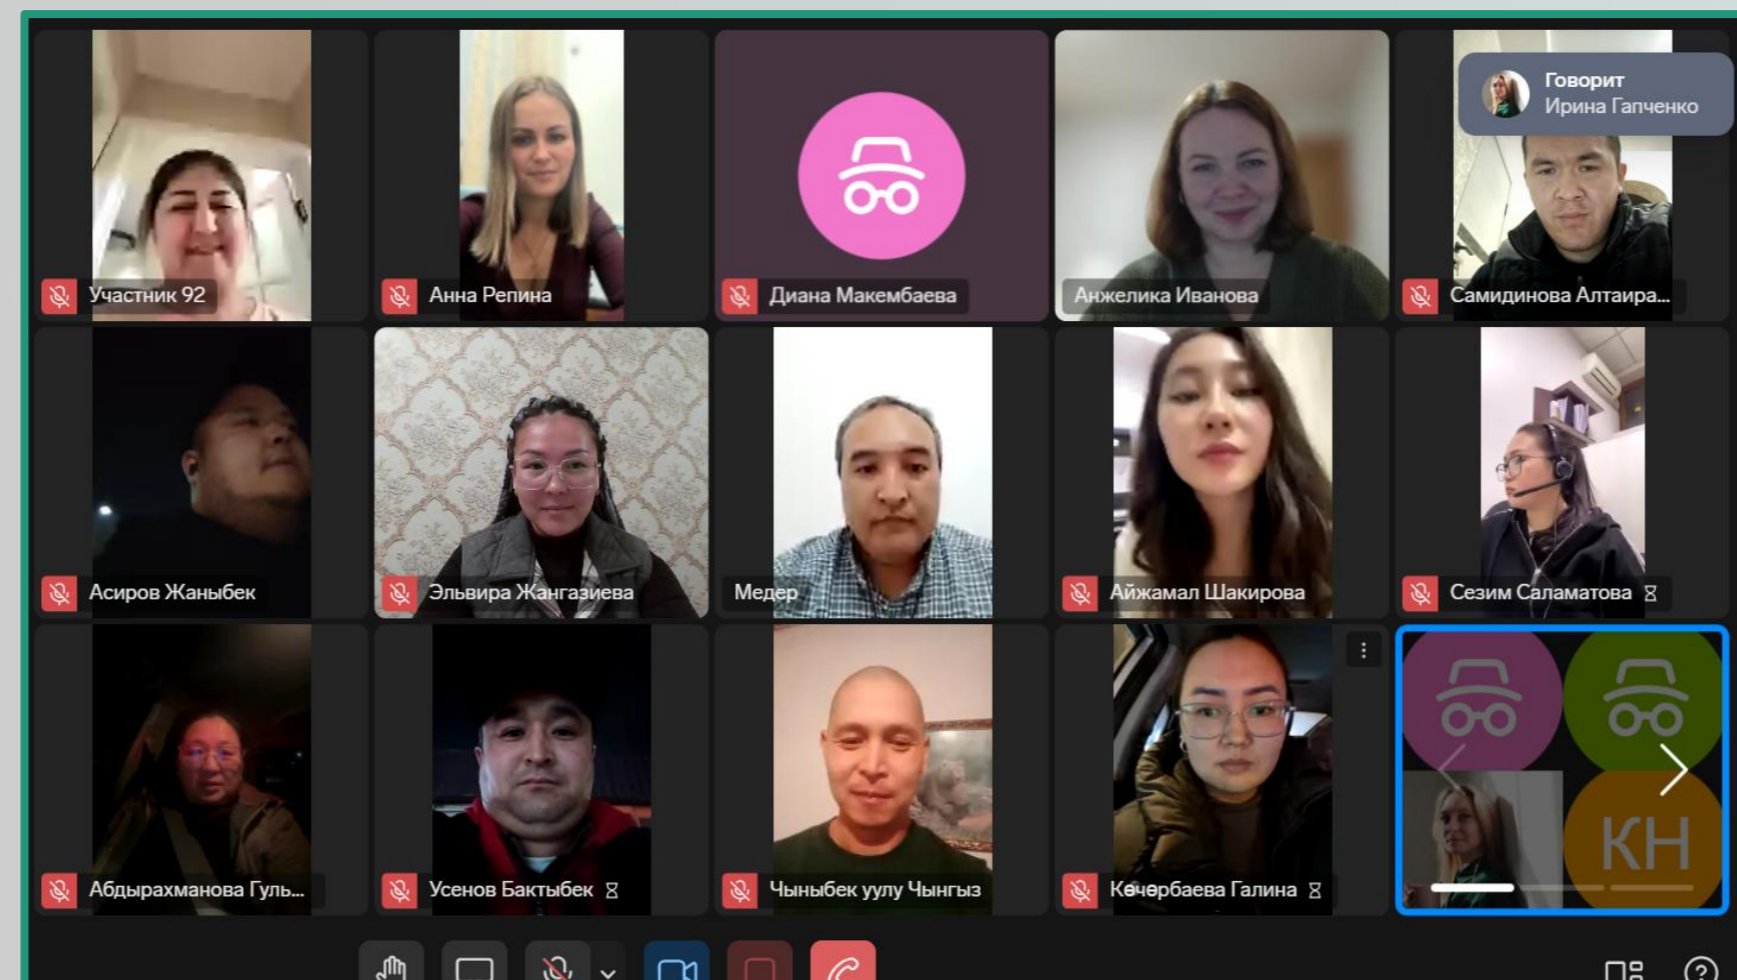 Говорит
Ирина Гапченко
Участник 92
Анна Репина
Диана Макембаева
Анжелика Иванова
Самидинова Алтаира...
Асиров Жаныбек
Эльвира Жангазиева
Медер
Айжамал Шакирова
Сезим Саламатова
Абдырахманова Гуль...
Усенов Бактыбек
Чыныбек уулу Чынгыз
Көчөрбаева Галина
КН